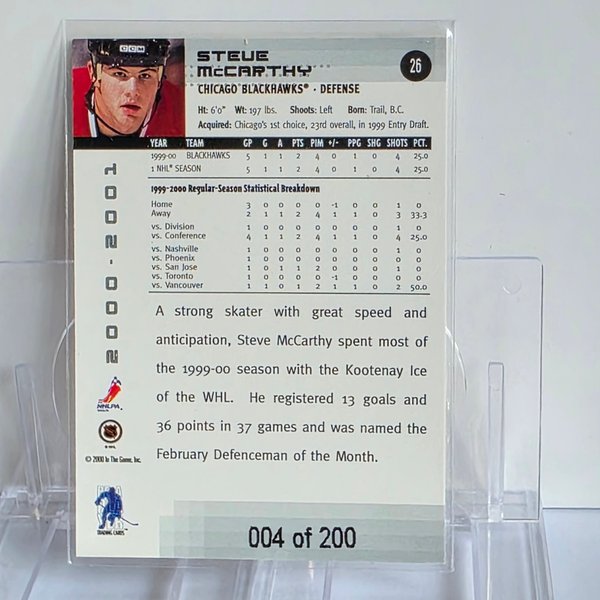 CCM
STEVE
McCARTHY
26
CHICAGO BLACKHAWKS® · DEFENSE
Ht: 6'0" Wt: 197 lbs. Shoots: Left Born: Trail, B.C.
Acquired: Chicago's 1st choice, 23rd overall, in 1999 Entry Draft.
YEAR TEAM GP G A PTS PIM +/- PPG SHG SHOTS PCT.
1999-00 BLACKHAWKS 5 1 1 2 4 0 1 0 4 25.0
1 NHL® SEASON 5 1 1 2 4 0 1 0 4 25.0
1999-2000 Regular-Season Statistical Breakdown
Home 3 0 0 0 0 -1 0 0 1 0
Away 2 1 1 2 4 1 1 0 3 33.3
vs. Division 1 0 0 0 0 0 0 0 1 0
vs. Conference 4 1 1 2 4 1 1 0 4 25.0
vs. Nashville 1 0 0 0 0 0 0 0 1 0
vs. Phoenix 1 0 0 0 0 0 0 0 0 0
vs. San Jose 1 0 1 1 2 0 0 0 0 0
vs. Toronto 1 0 0 0 0 -1 0 0 0 0
vs. Vancouver 1 1 0 1 2 1 1 0 2 50.0
2000-2001
A strong skater with great speed and
anticipation, Steve McCarthy spent most of
the 1999-00 season with the Kootenay Ice
of the WHL. He registered 13 goals and
36 points in 37 games and was named the
February Defenceman of the Month.
NHLPA
© NHL
© 2000 In The Game, Inc.
TRADING CARDS
004 of 200